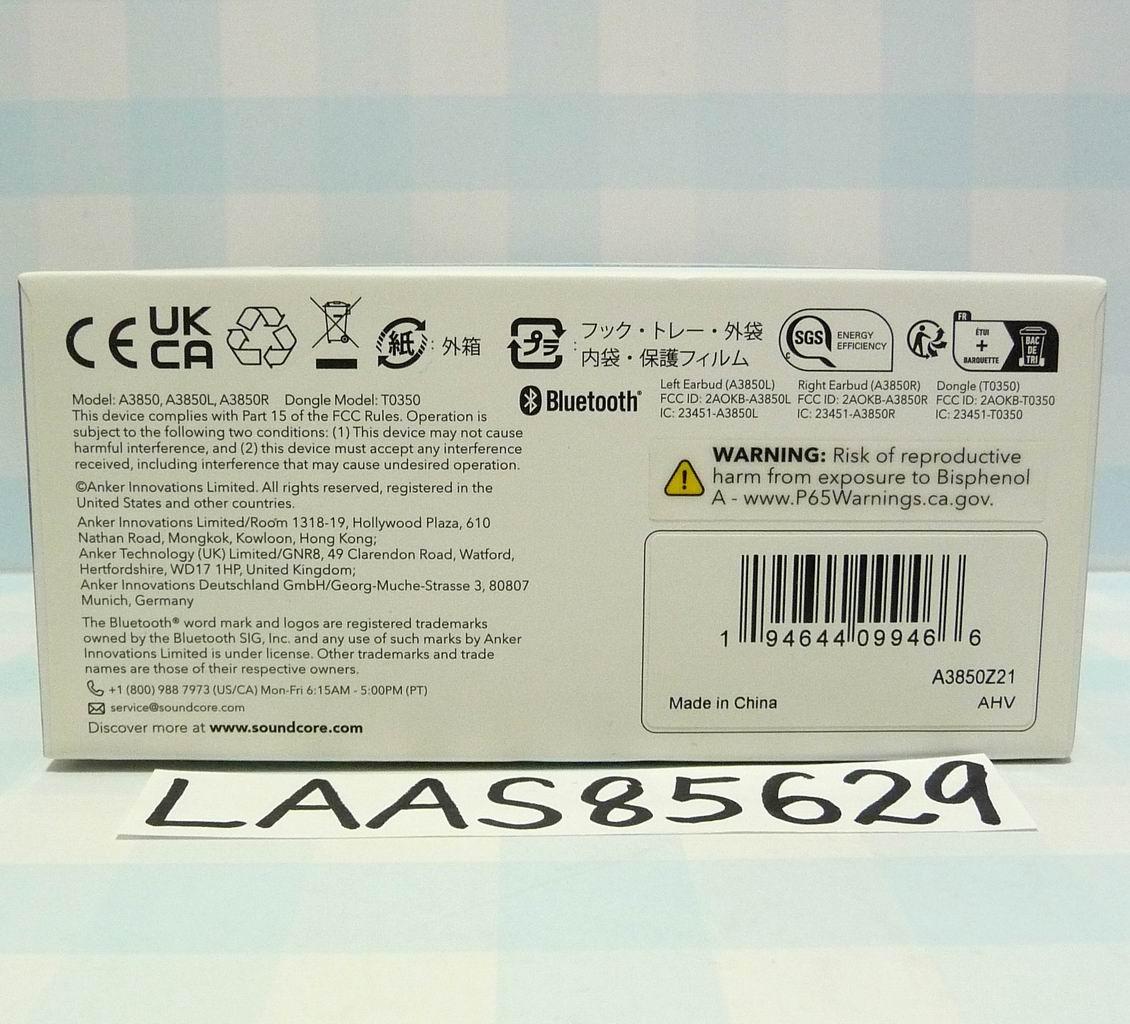 CE UK CA 紙 : 外箱 プラ : フック・トレー・外袋
内袋・保護フィルム
SGS ENERGY EFFICIENCY
FR ÉTUI + BARQUETTE BAC DE TRI
Model: A3850, A3850L, A3850R Dongle Model: T0350
This device complies with Part 15 of the FCC Rules. Operation is
subject to the following two conditions: (1) This device may not cause
harmful interference, and (2) this device must accept any interference
received, including interference that may cause undesired operation.
©Anker Innovations Limited. All rights reserved, registered in the
United States and other countries.
Anker Innovations Limited/Room 1318-19, Hollywood Plaza, 610
Nathan Road, Mongkok, Kowloon, Hong Kong;
Anker Technology (UK) Limited/GNR8, 49 Clarendon Road, Watford,
Hertfordshire, WD17 1HP, United Kingdom;
Anker Innovations Deutschland GmbH/Georg-Muche-Strasse 3, 80807
Munich, Germany
The Bluetooth® word mark and logos are registered trademarks
owned by the Bluetooth SIG, Inc. and any use of such marks by Anker
Innovations Limited is under license. Other trademarks and trade
names are those of their respective owners.
+1 (800) 988 7973 (US/CA) Mon-Fri 6:15AM - 5:00PM (PT)
service@soundcore.com
Discover more at www.soundcore.com
Bluetooth®
Left Earbud (A3850L)
FCC ID: 2AOKB-A3850L
IC: 23451-A3850L
Right Earbud (A3850R)
FCC ID: 2AOKB-A3850R
IC: 23451-A3850R
Dongle (T0350)
FCC ID: 2AOKB-T0350
IC: 23451-T0350
WARNING: Risk of reproductive
harm from exposure to Bisphenol
A - www.P65Warnings.ca.gov.
1 94644 09946 6
A3850Z21
Made in China AHV
LAAS85629